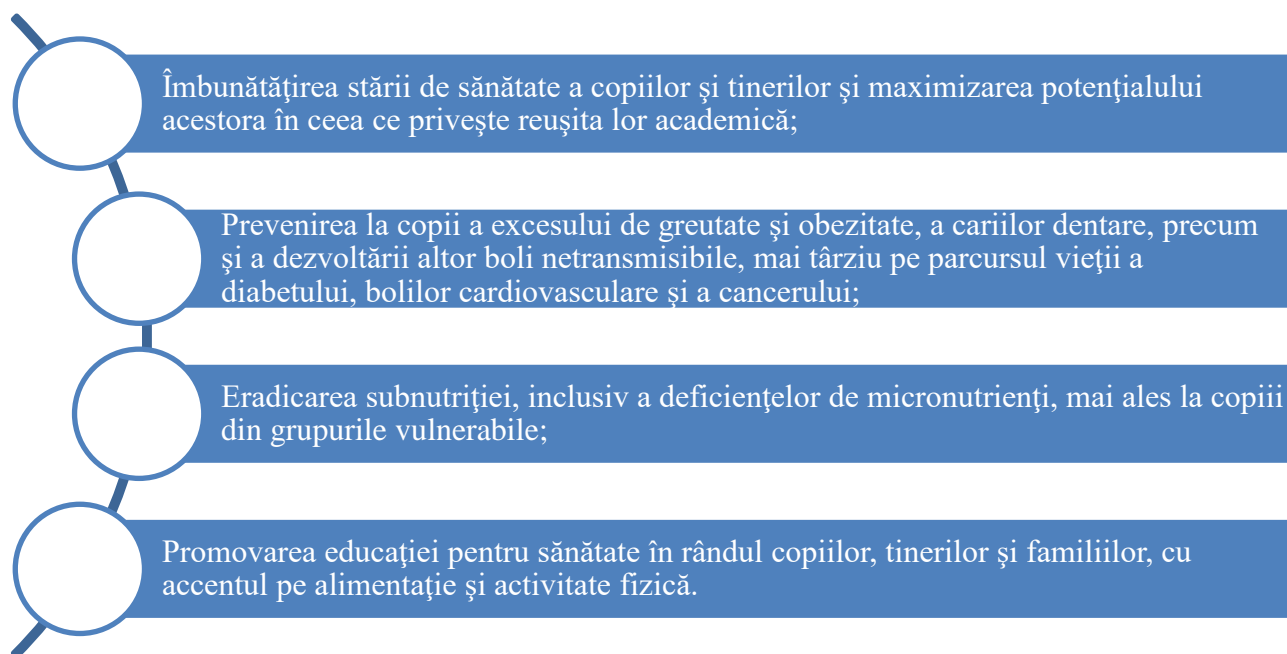 Îmbunătăţirea stării de sănătate a copiilor şi tinerilor şi maximizarea potenţialului
acestora în ceea ce priveşte reuşita lor academică;
Prevenirea la copii a excesului de greutate şi obezitate, a cariilor dentare, precum
şi a dezvoltării altor boli netransmisibile, mai târziu pe parcursul vieţii a
diabetului, bolilor cardiovasculare şi a cancerului;
Eradicarea subnutriţiei, inclusiv a deficienţelor de micronutrienţi, mai ales la copiii
din grupurile vulnerabile;
Promovarea educaţiei pentru sănătate în rândul copiilor, tinerilor şi familiilor, cu
accentul pe alimentaţie şi activitate fizică.